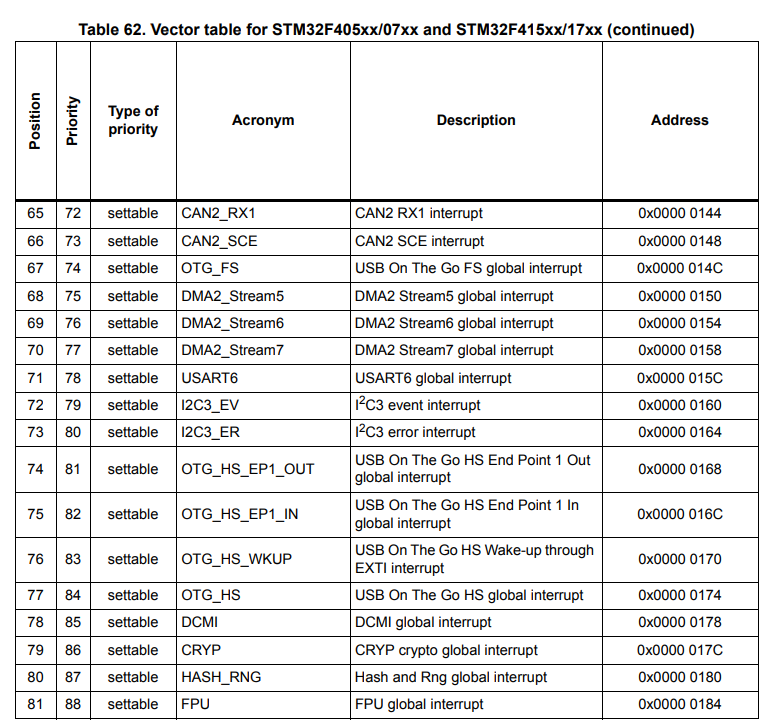 Table 62. Vector table for STM32F405xx/07xx and STM32F415xx/17xx (continued)
Position Priority Type of priority Acronym Description Address
65 72 settable CAN2_RX1 CAN2 RX1 interrupt 0x0000 0144
66 73 settable CAN2_SCE CAN2 SCE interrupt 0x0000 0148
67 74 settable OTG_FS USB On The Go FS global interrupt 0x0000 014C
68 75 settable DMA2_Stream5 DMA2 Stream5 global interrupt 0x0000 0150
69 76 settable DMA2_Stream6 DMA2 Stream6 global interrupt 0x0000 0154
70 77 settable DMA2_Stream7 DMA2 Stream7 global interrupt 0x0000 0158
71 78 settable USART6 USART6 global interrupt 0x0000 015C
72 79 settable I2C3_EV I²C3 event interrupt 0x0000 0160
73 80 settable I2C3_ER I²C3 error interrupt 0x0000 0164
74 81 settable OTG_HS_EP1_OUT USB On The Go HS End Point 1 Out global interrupt 0x0000 0168
75 82 settable OTG_HS_EP1_IN USB On The Go HS End Point 1 In global interrupt 0x0000 016C
76 83 settable OTG_HS_WKUP USB On The Go HS Wake-up through EXTI interrupt 0x0000 0170
77 84 settable OTG_HS USB On The Go HS global interrupt 0x0000 0174
78 85 settable DCMI DCMI global interrupt 0x0000 0178
79 86 settable CRYP CRYP crypto global interrupt 0x0000 017C
80 87 settable HASH_RNG Hash and Rng global interrupt 0x0000 0180
81 88 settable FPU FPU global interrupt 0x0000 0184